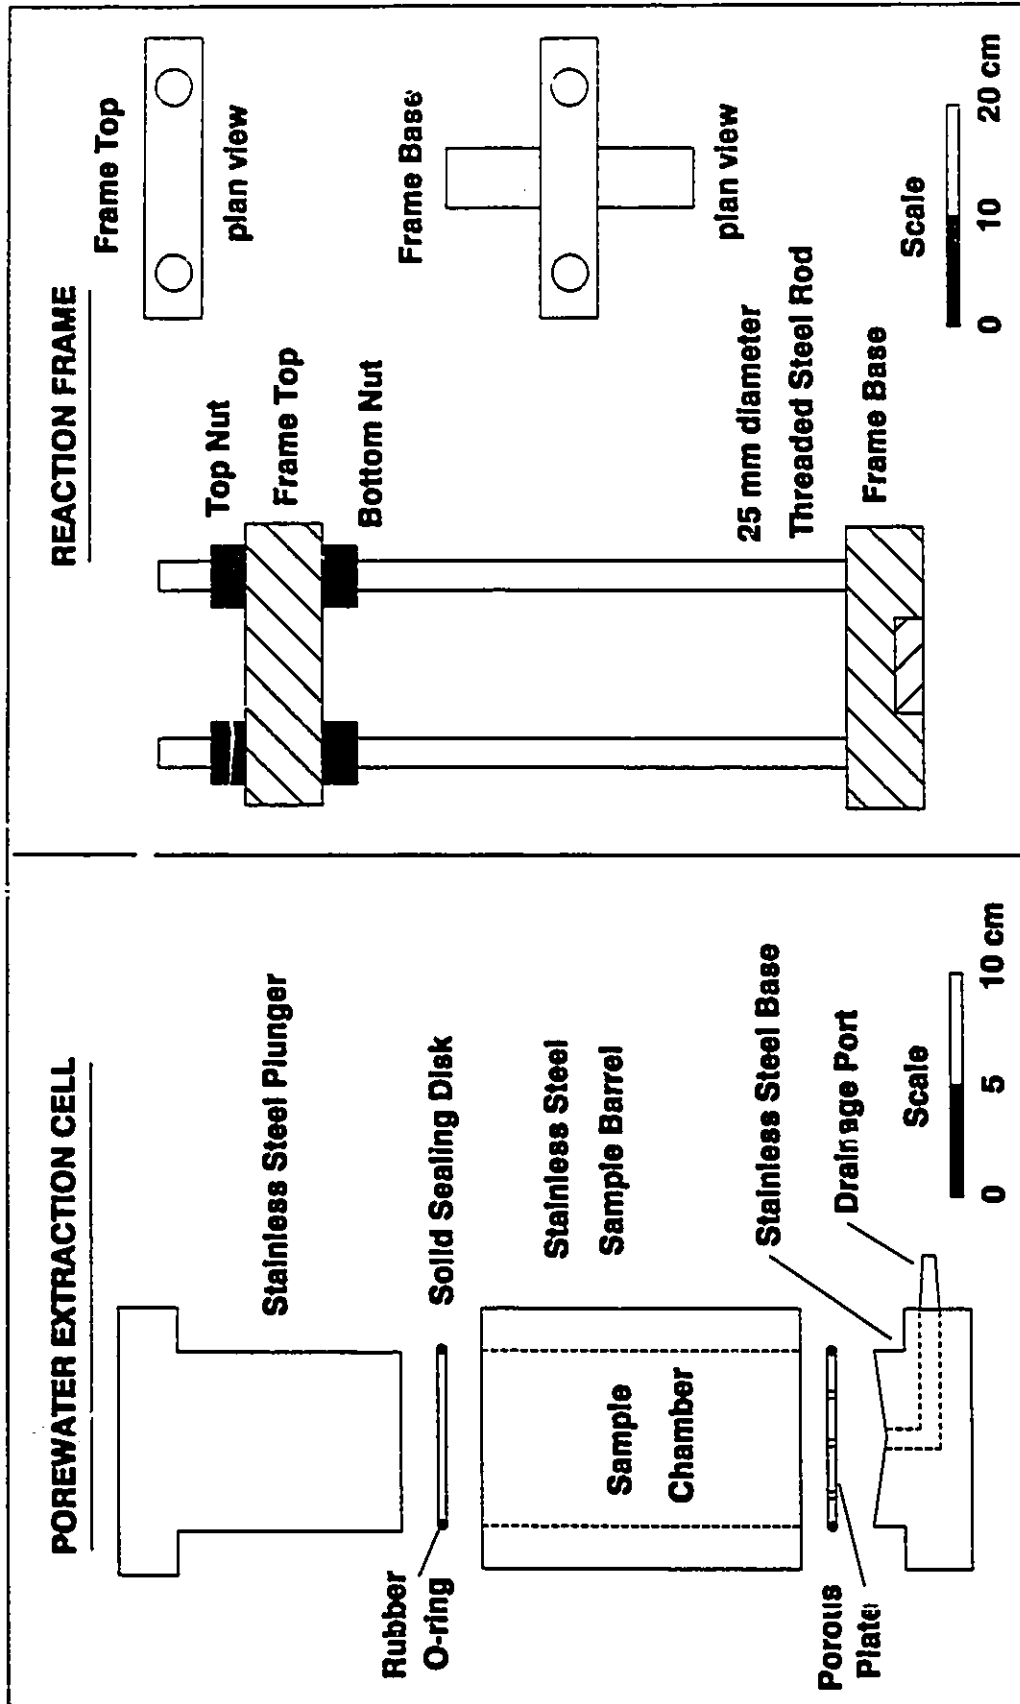 POREWATER EXTRACTION CELL
Stainless Steel Plunger
Rubber
O-ring
Solid Sealing Disk
Stainless Steel
Sample Barrel
Sample
Chamber
Porous
Plate
Stainless Steel Base
Drainage Port
Scale
0 5 10 cm
REACTION FRAME
Top Nut
Frame Top
Bottom Nut
25 mm diameter
Threaded Steel Rod
Frame Base
Frame Top
plan view
Frame Base
plan view
Scale
0 10 20 cm